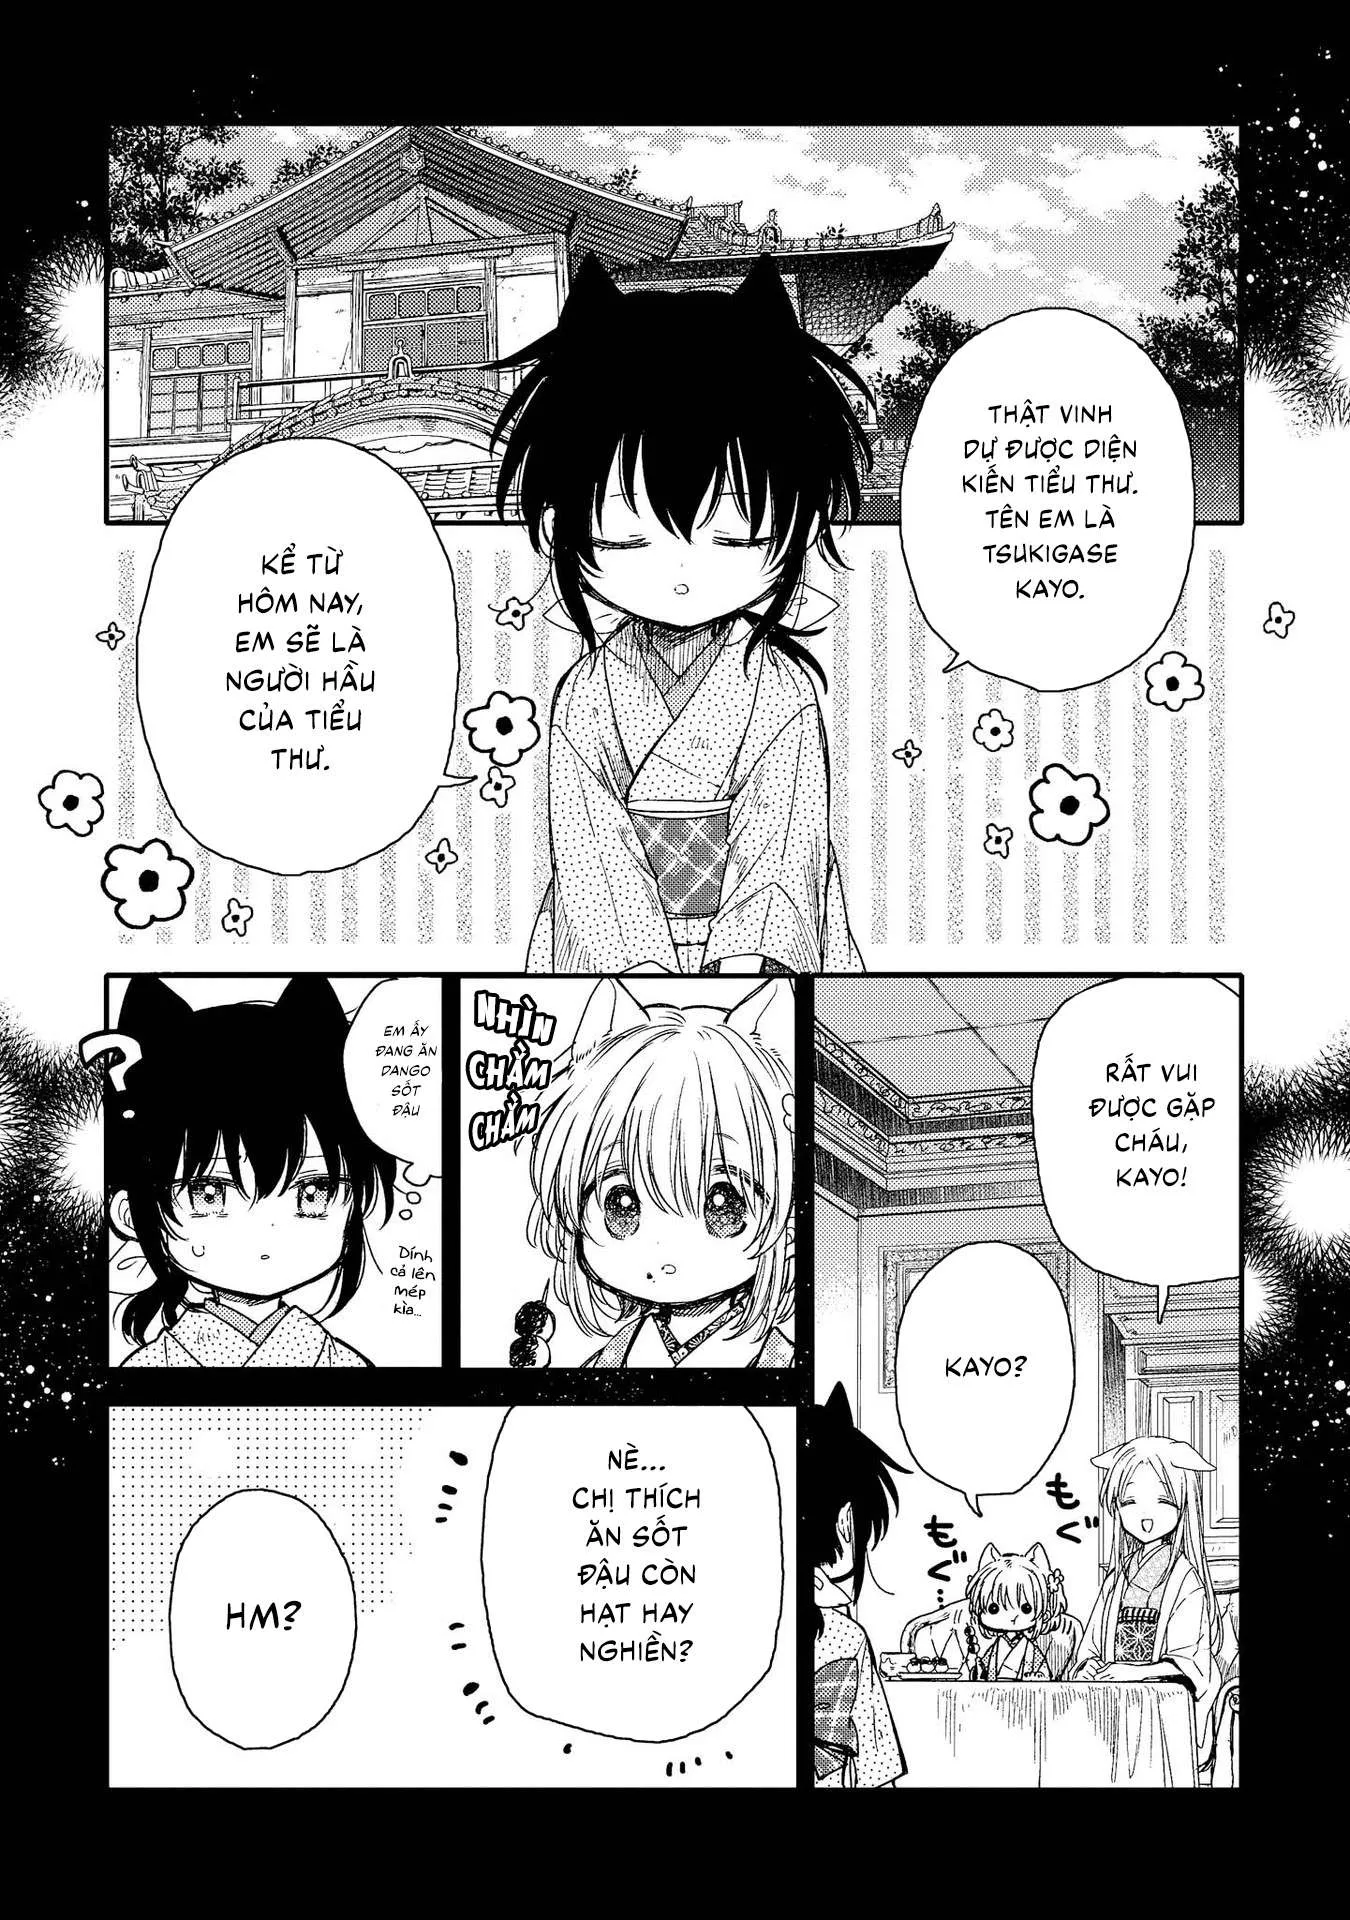 THẬT VINH
DỰ ĐƯỢC DIỆN
KIẾN TIỂU THƯ.
TÊN EM LÀ
TSUKIGASE
KAYO.
KỂ TỪ
HÔM NAY,
EM SẼ LÀ
NGƯỜI HẦU
CỦA TIỂU
THƯ.
RẤT VUI
ĐƯỢC GẶP
CHÁU,
KAYO!
KAYO?
もぐ
もぐ…
NHÌN
CHẰM
CHẰM
EM ẤY
ĐANG ĂN
DANGO
SỐT
ĐẬU
?
Dính
cả lên
mép
kìa...
NÈ...
CHỊ THÍCH
ĂN SỐT
ĐẬU CÒN
HẠT HAY
NGHIỀN?
HM?